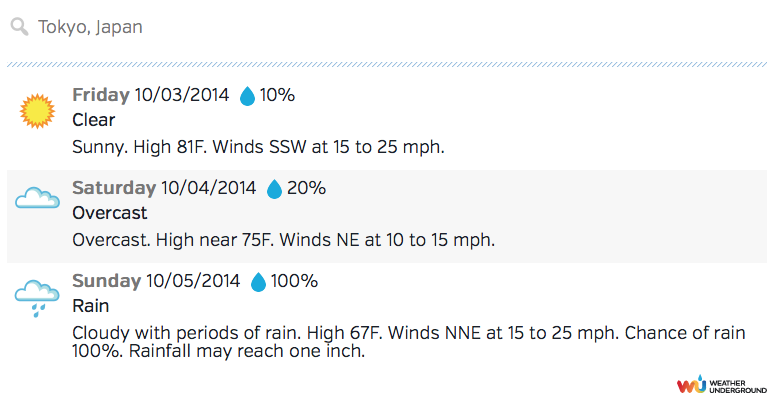 Tokyo, Japan
Friday 10/03/2014 10%
Clear
Sunny. High 81F. Winds SSW at 15 to 25 mph.
Saturday 10/04/2014 20%
Overcast
Overcast. High near 75F. Winds NE at 10 to 15 mph.
Sunday 10/05/2014 100%
Rain
Cloudy with periods of rain. High 67F. Winds NNE at 15 to 25 mph. Chance of rain
100%. Rainfall may reach one inch.
WU WEATHER
UNDERGROUND